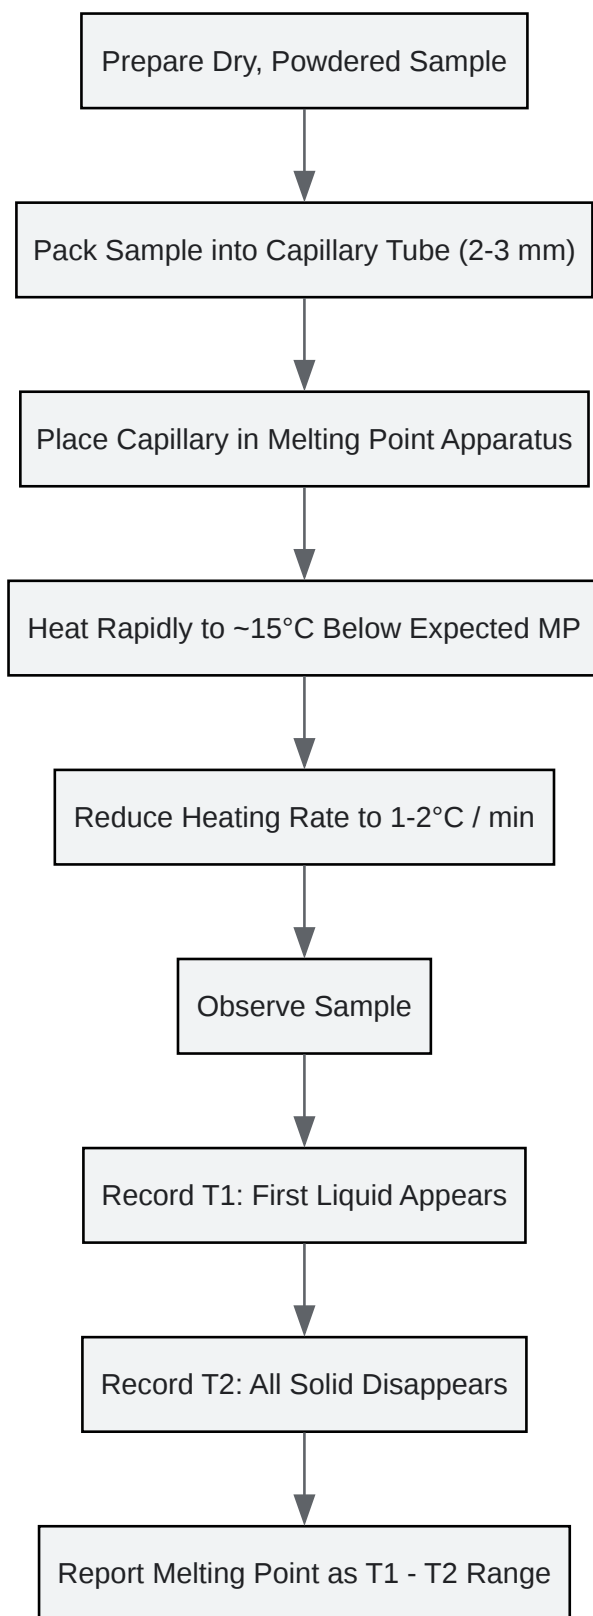 Prepare Dry, Powdered Sample
Pack Sample into Capillary Tube (2-3 mm)
Place Capillary in Melting Point Apparatus
Heat Rapidly to ~15°C Below Expected MP
Reduce Heating Rate to 1-2°C / min
Observe Sample
Record T1: First Liquid Appears
Record T2: All Solid Disappears
Report Melting Point as T1 - T2 Range